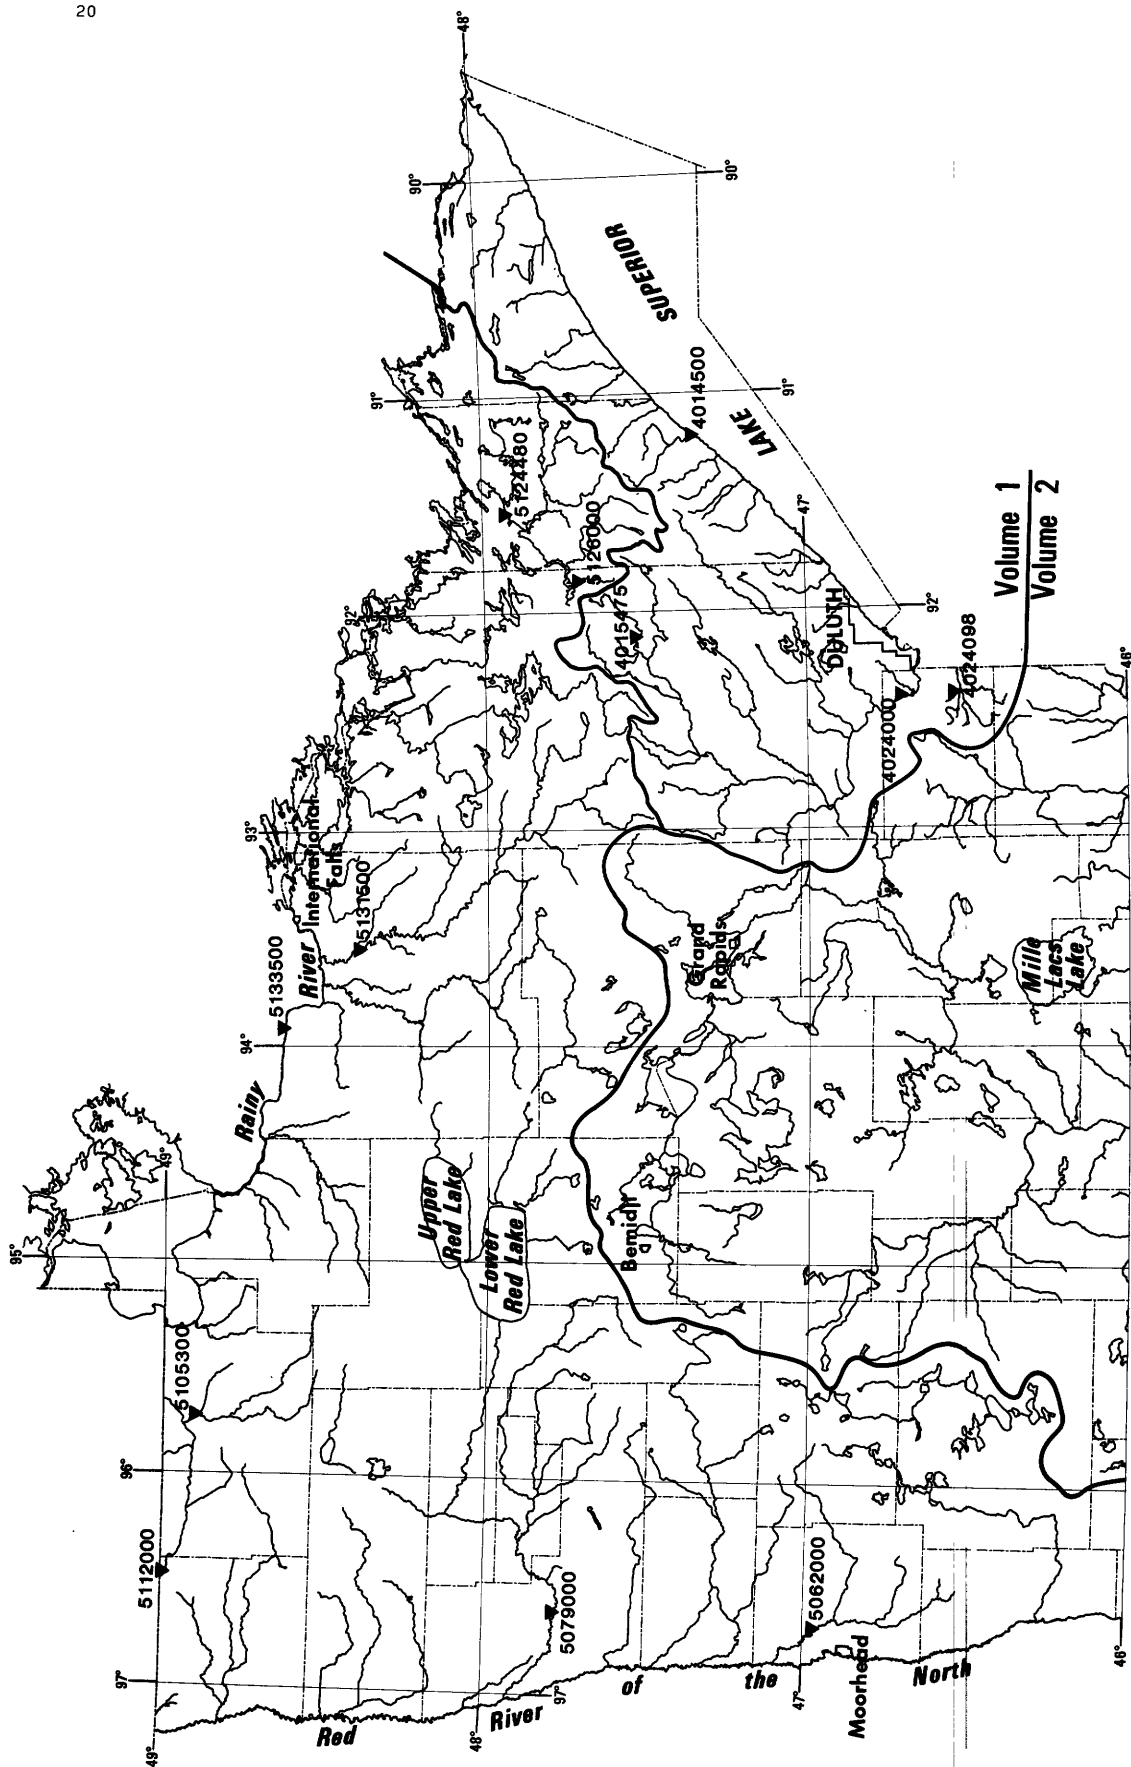 20
48°
90°
90°
LAKE SUPERIOR
91°
91°
4014500
5124480
5126000
4015475
47°
92°
92°
DULUTH
Volume 1
Volume 2
4024098
4024000
46°
93°
International
Falls
5131500
5133500
River
Rainy
94°
Grand
Rapids
Mille
Lacs
Lake
49°
95°
Upper
Red Lake
Lower
Red Lake
Bemidji
5105300
96°
5112000
5079000
5062000
97°
97°
49°
48°
47°
46°
Moorhead
Red River of the North